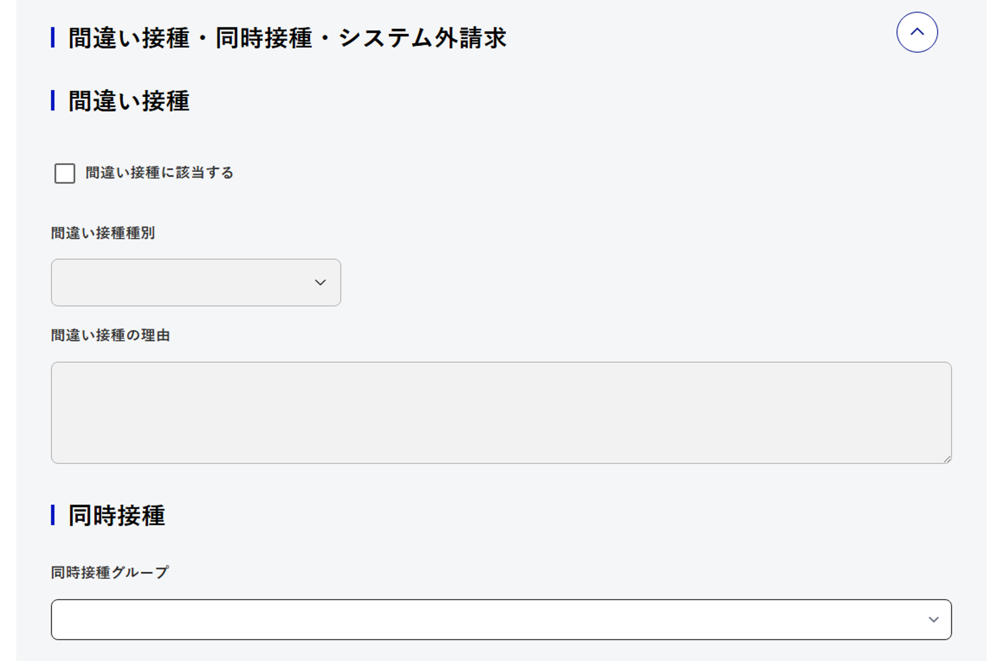 間違い接種・同時接種・システム外請求
間違い接種
間違い接種に該当する
間違い接種種別
間違い接種の理由
同時接種
同時接種グループ